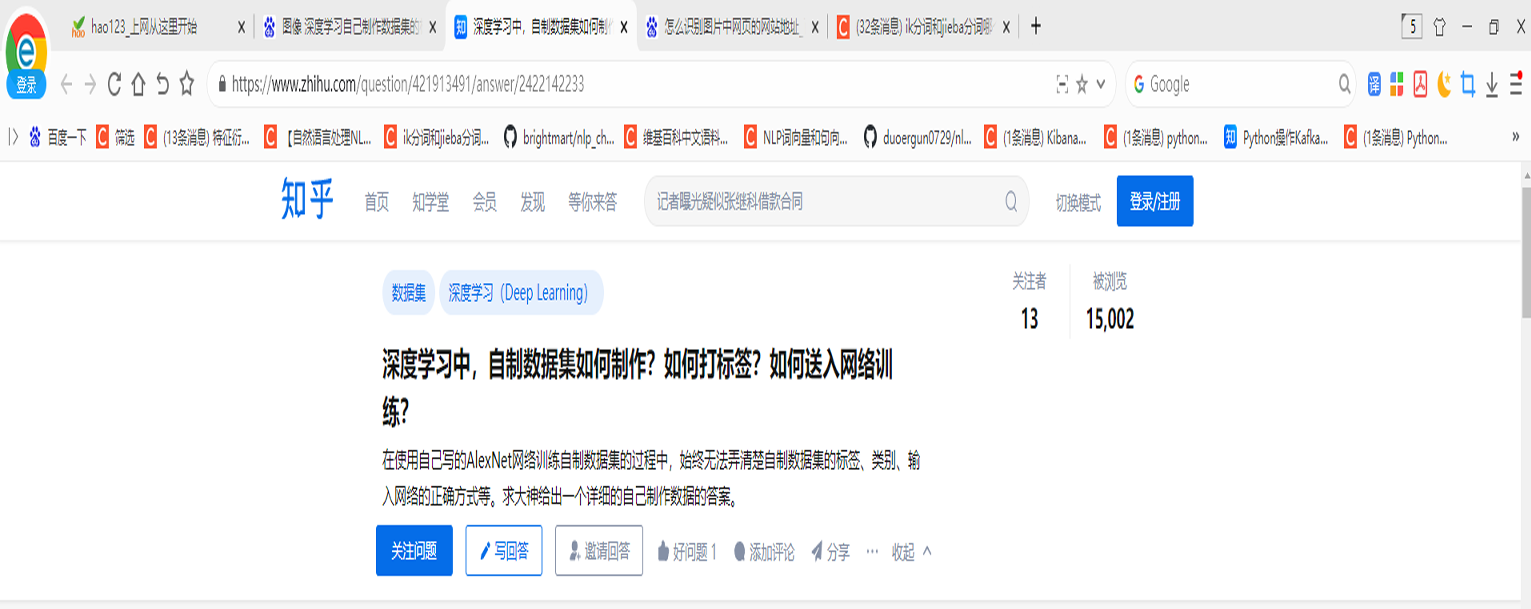 hao123_上网从这里开始
图像 深度学习自己制作数据集的
深度学习中，自制数据集如何制作
怎么识别图片中网页的网站地址_
(32条消息) ik分词和jieba分词哪
5
登录
https://www.zhihu.com/question/421913491/answer/2422142233
Google
译
百度一下
筛选
(13条消息) 特征衍...
【自然语言处理NL...
ik分词和jieba分词...
brightmart/nlp_ch...
维基百科中文语料...
NLP词向量和句向...
duoergun0729/nl...
(1条消息) Kibana...
(1条消息) python...
Python操作Kafka...
(1条消息) Python...
知乎
首页
知学堂
会员
发现
等你来答
记者曝光疑似张继科借款合同
切换模式
登录/注册
数据集
深度学习（Deep Learning）
关注者
13
被浏览
15,002
深度学习中，自制数据集如何制作？如何打标签？如何送入网络训
练？
在使用自己写的AlexNet网络训练自制数据集的过程中，始终无法弄清楚自制数据集的标签、类别、输
入网络的正确方式等。求大神给出一个详细的自己制作数据的答案。
关注问题
写回答
邀请回答
好问题 1
添加评论
分享
收起